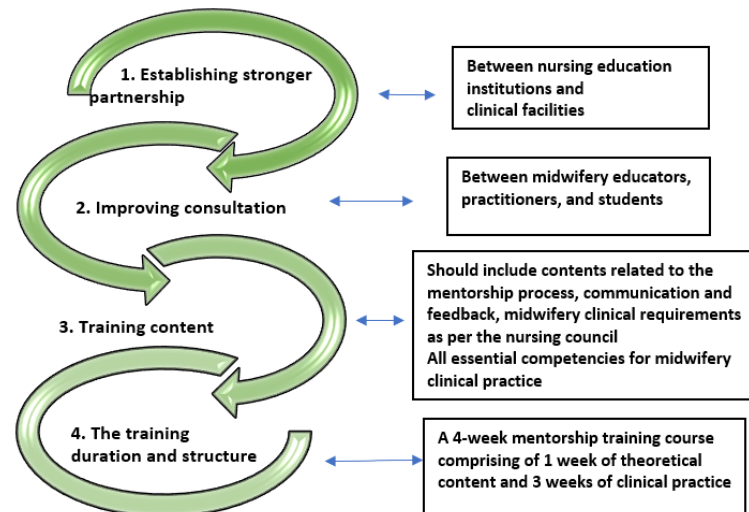 1. Establishing stronger
partnership
Between nursing education
institutions and
clinical facilities
2. Improving consultation
Between midwifery educators,
practitioners, and students
3. Training content
Should include contents related to the
mentorship process, communication and
feedback, midwifery clinical requirements
as per the nursing council
All essential competencies for midwifery
clinical practice
4. The training
duration and structure
A 4-week mentorship training course
comprising of 1 week of theoretical
content and 3 weeks of clinical practice